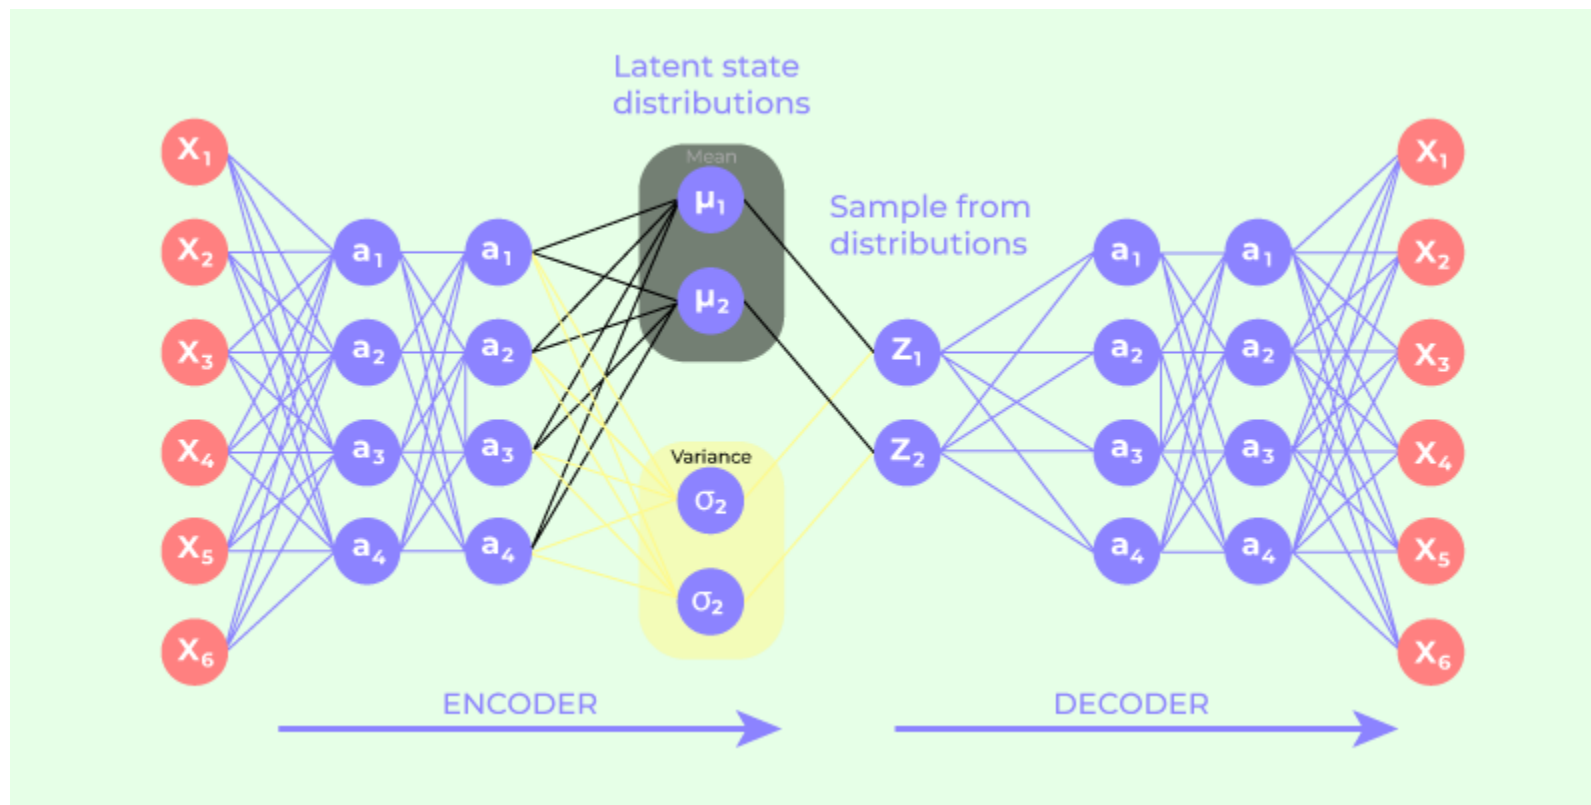 Latent state
distributions
Mean
Sample from
distributions
Variance
X₁
X₂
X₃
X₄
X₅
X₆
a₁
a₂
a₃
a₄
a₁
a₂
a₃
a₄
μ₁
μ₂
σ₂
σ₂
Z₁
Z₂
a₁
a₂
a₃
a₄
a₁
a₂
a₃
a₄
X₁
X₂
X₃
X₄
X₅
X₆
ENCODER
DECODER